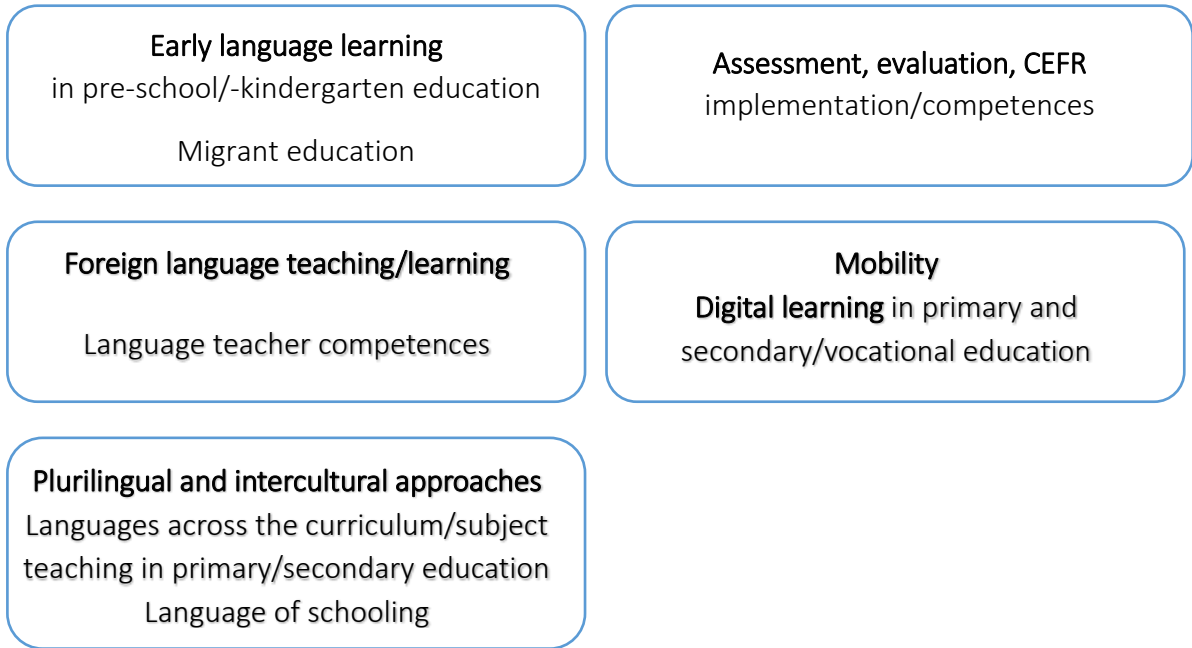 Early language learning
in pre-school/-kindergarten education
Migrant education
Assessment, evaluation, CEFR
implementation/competences
Foreign language teaching/learning
Language teacher competences
Mobility
Digital learning in primary and
secondary/vocational education
Plurilingual and intercultural approaches
Languages across the curriculum/subject
teaching in primary/secondary education
Language of schooling